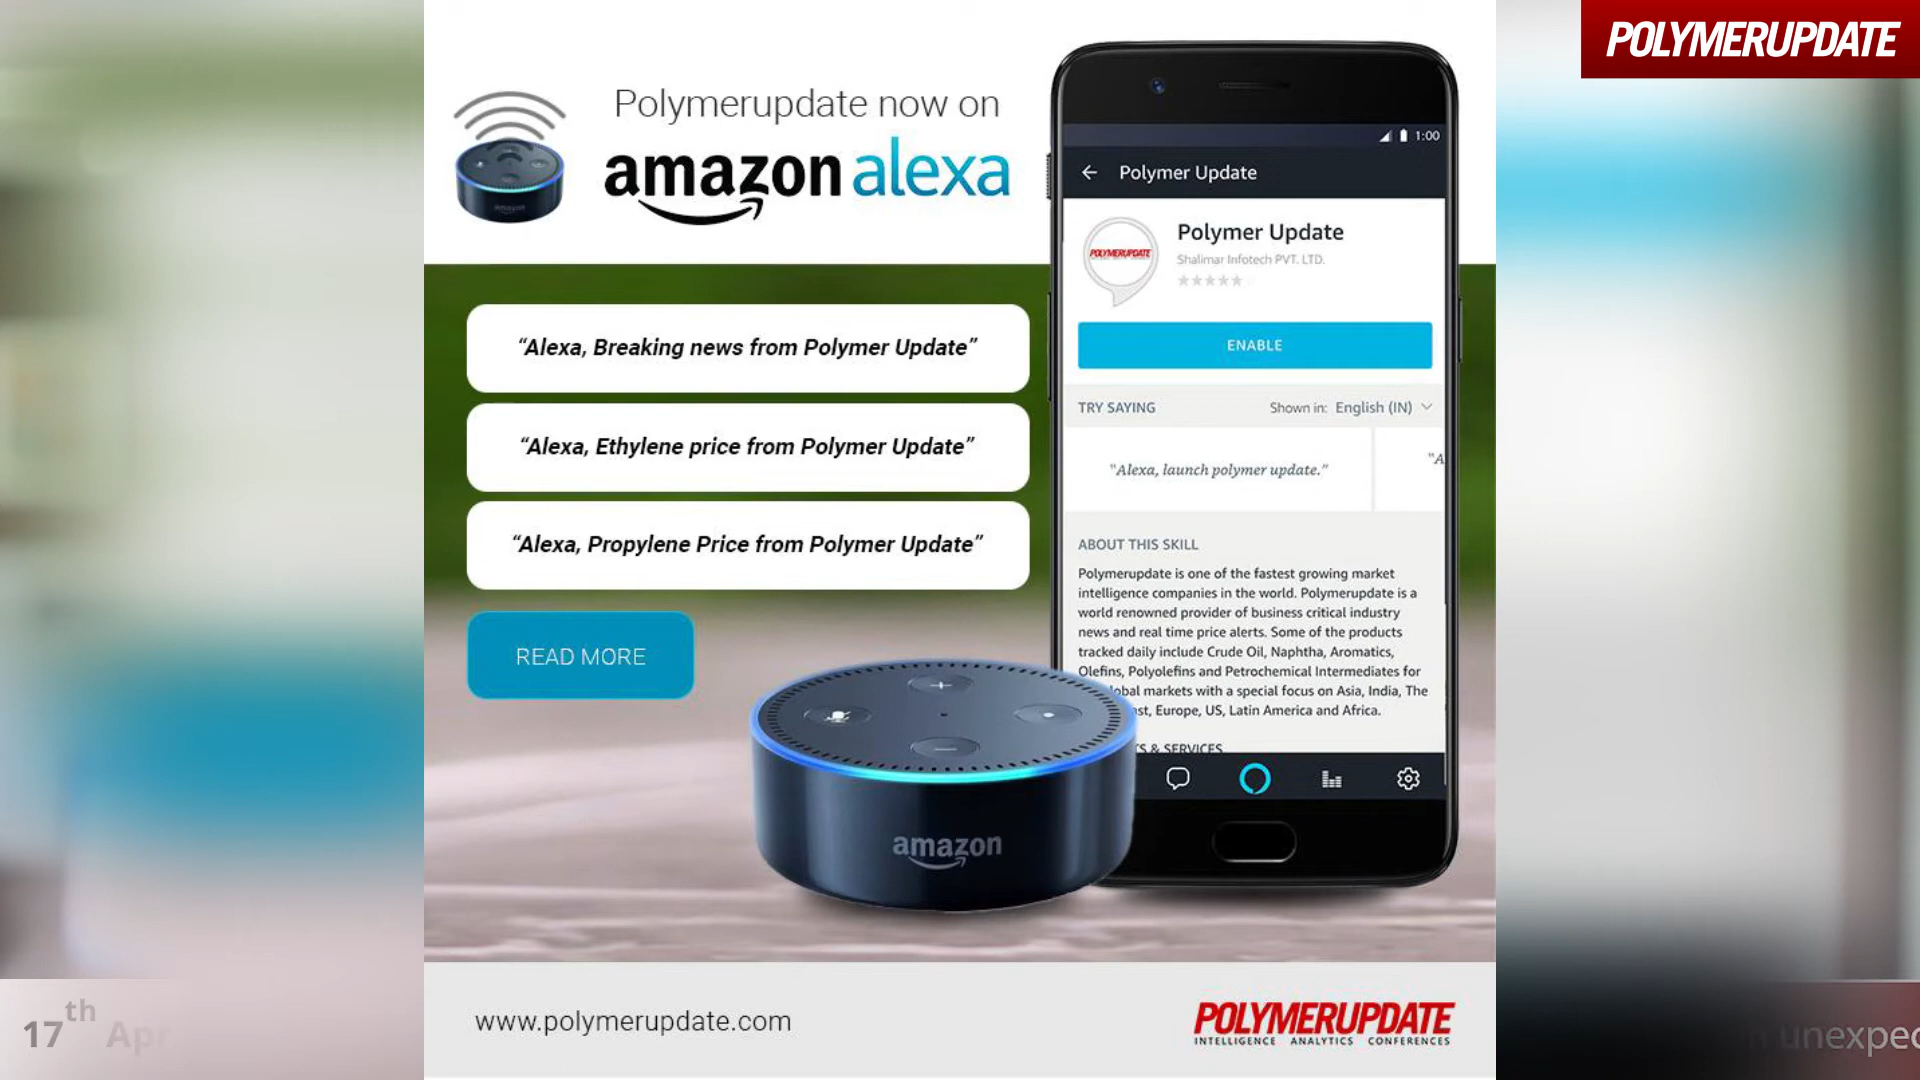 POLYMERUPDATE
Polymerupdate now on
amazon alexa
amazon
"Alexa, Breaking news from Polymer Update"
"Alexa, Ethylene price from Polymer Update"
"Alexa, Propylene Price from Polymer Update"
READ MORE
1:00
Polymer Update
POLYMERUPDATE
Polymer Update
Shalimar Infotech PVT. LTD.
ENABLE
TRY SAYING
Shown in: English (IN)
"Alexa, launch polymer update."
"A
ABOUT THIS SKILL
Polymerupdate is one of the fastest growing market
intelligence companies in the world. Polymerupdate is a
world renowned provider of business critical industry
news and real time price alerts. Some of the products
tracked daily include Crude Oil, Naphtha, Aromatics,
Olefins, Polyolefins and Petrochemical Intermediates for
obal markets with a special focus on Asia, India, The
st, Europe, US, Latin America and Africa.
TS & SERVICES
amazon
www.polymerupdate.com
POLYMERUPDATE
INTELLIGENCE ANALYTICS CONFERENCES
17th Apr
unexpec